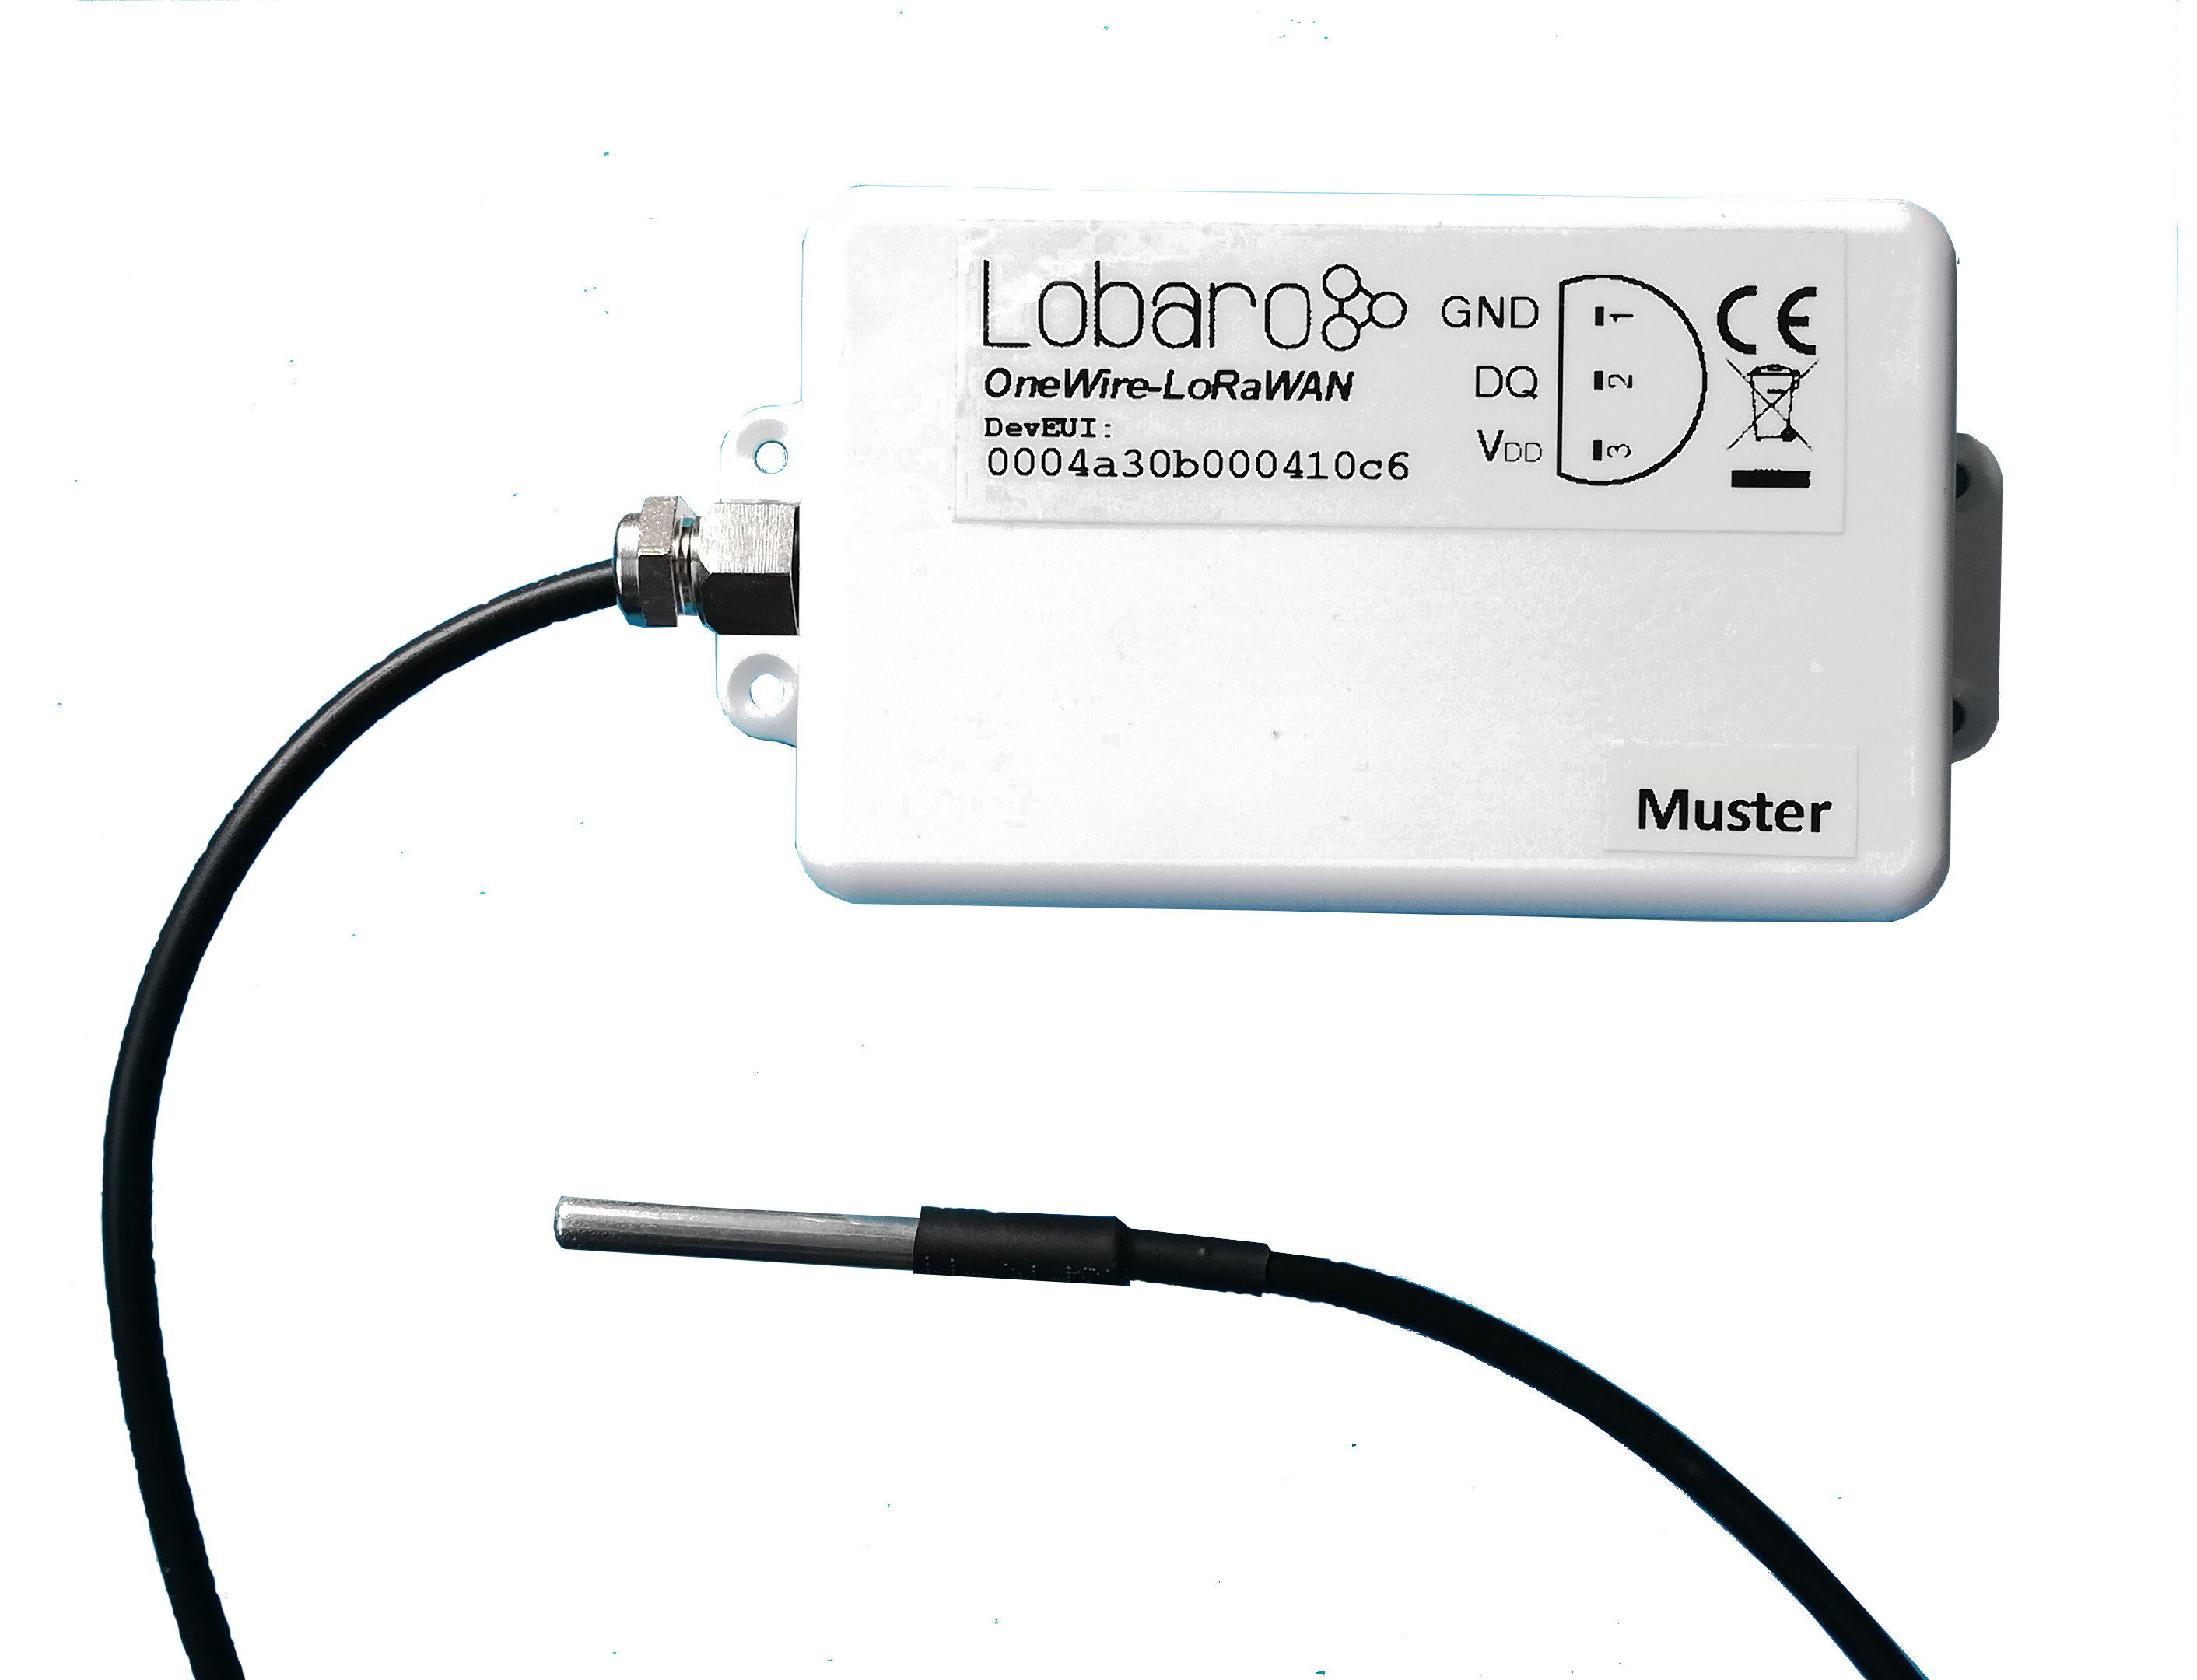 Lobaro
OneWire-LoRaWAN
DevEUI:
0004a30b000410c6
GND
DQ
VDD
1
2
3
CE
Muster